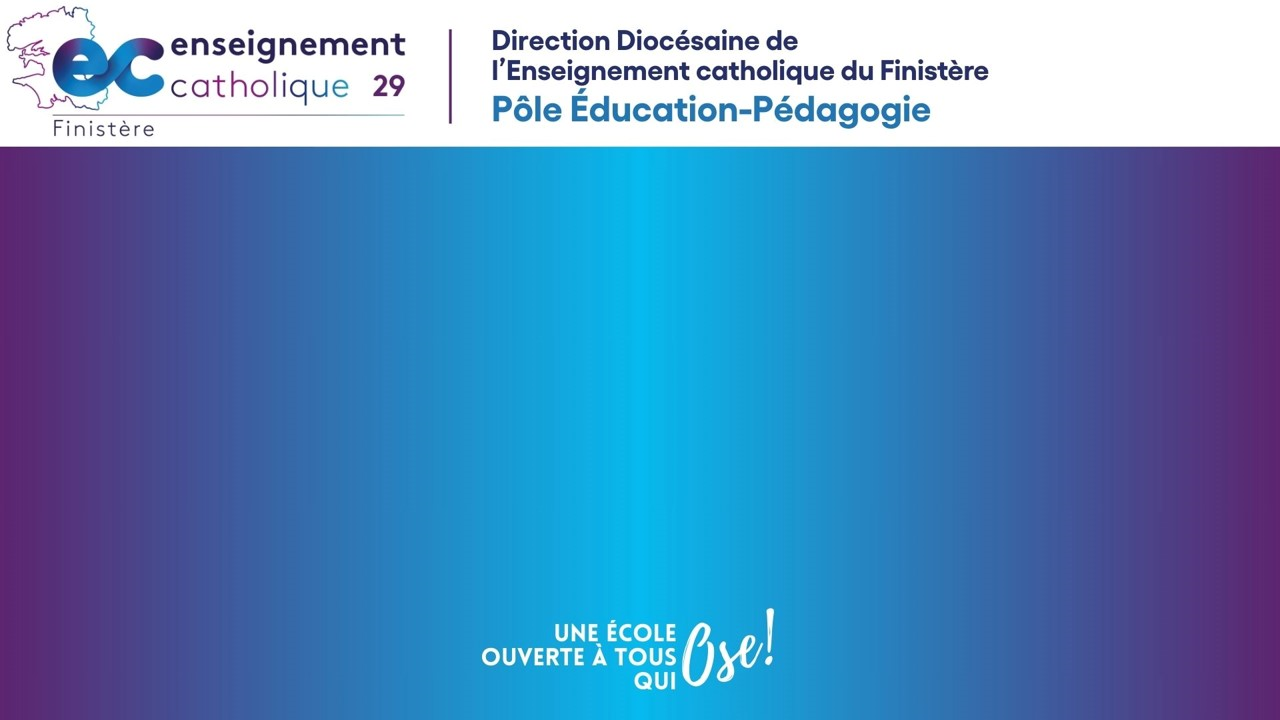 enseignement
catholique 29
Finistère
Direction Diocésaine de
l’Enseignement catholique du Finistère
Pôle Éducation-Pédagogie
ec
UNE ÉCOLE
OUVERTE À TOUS
QUI Ose!